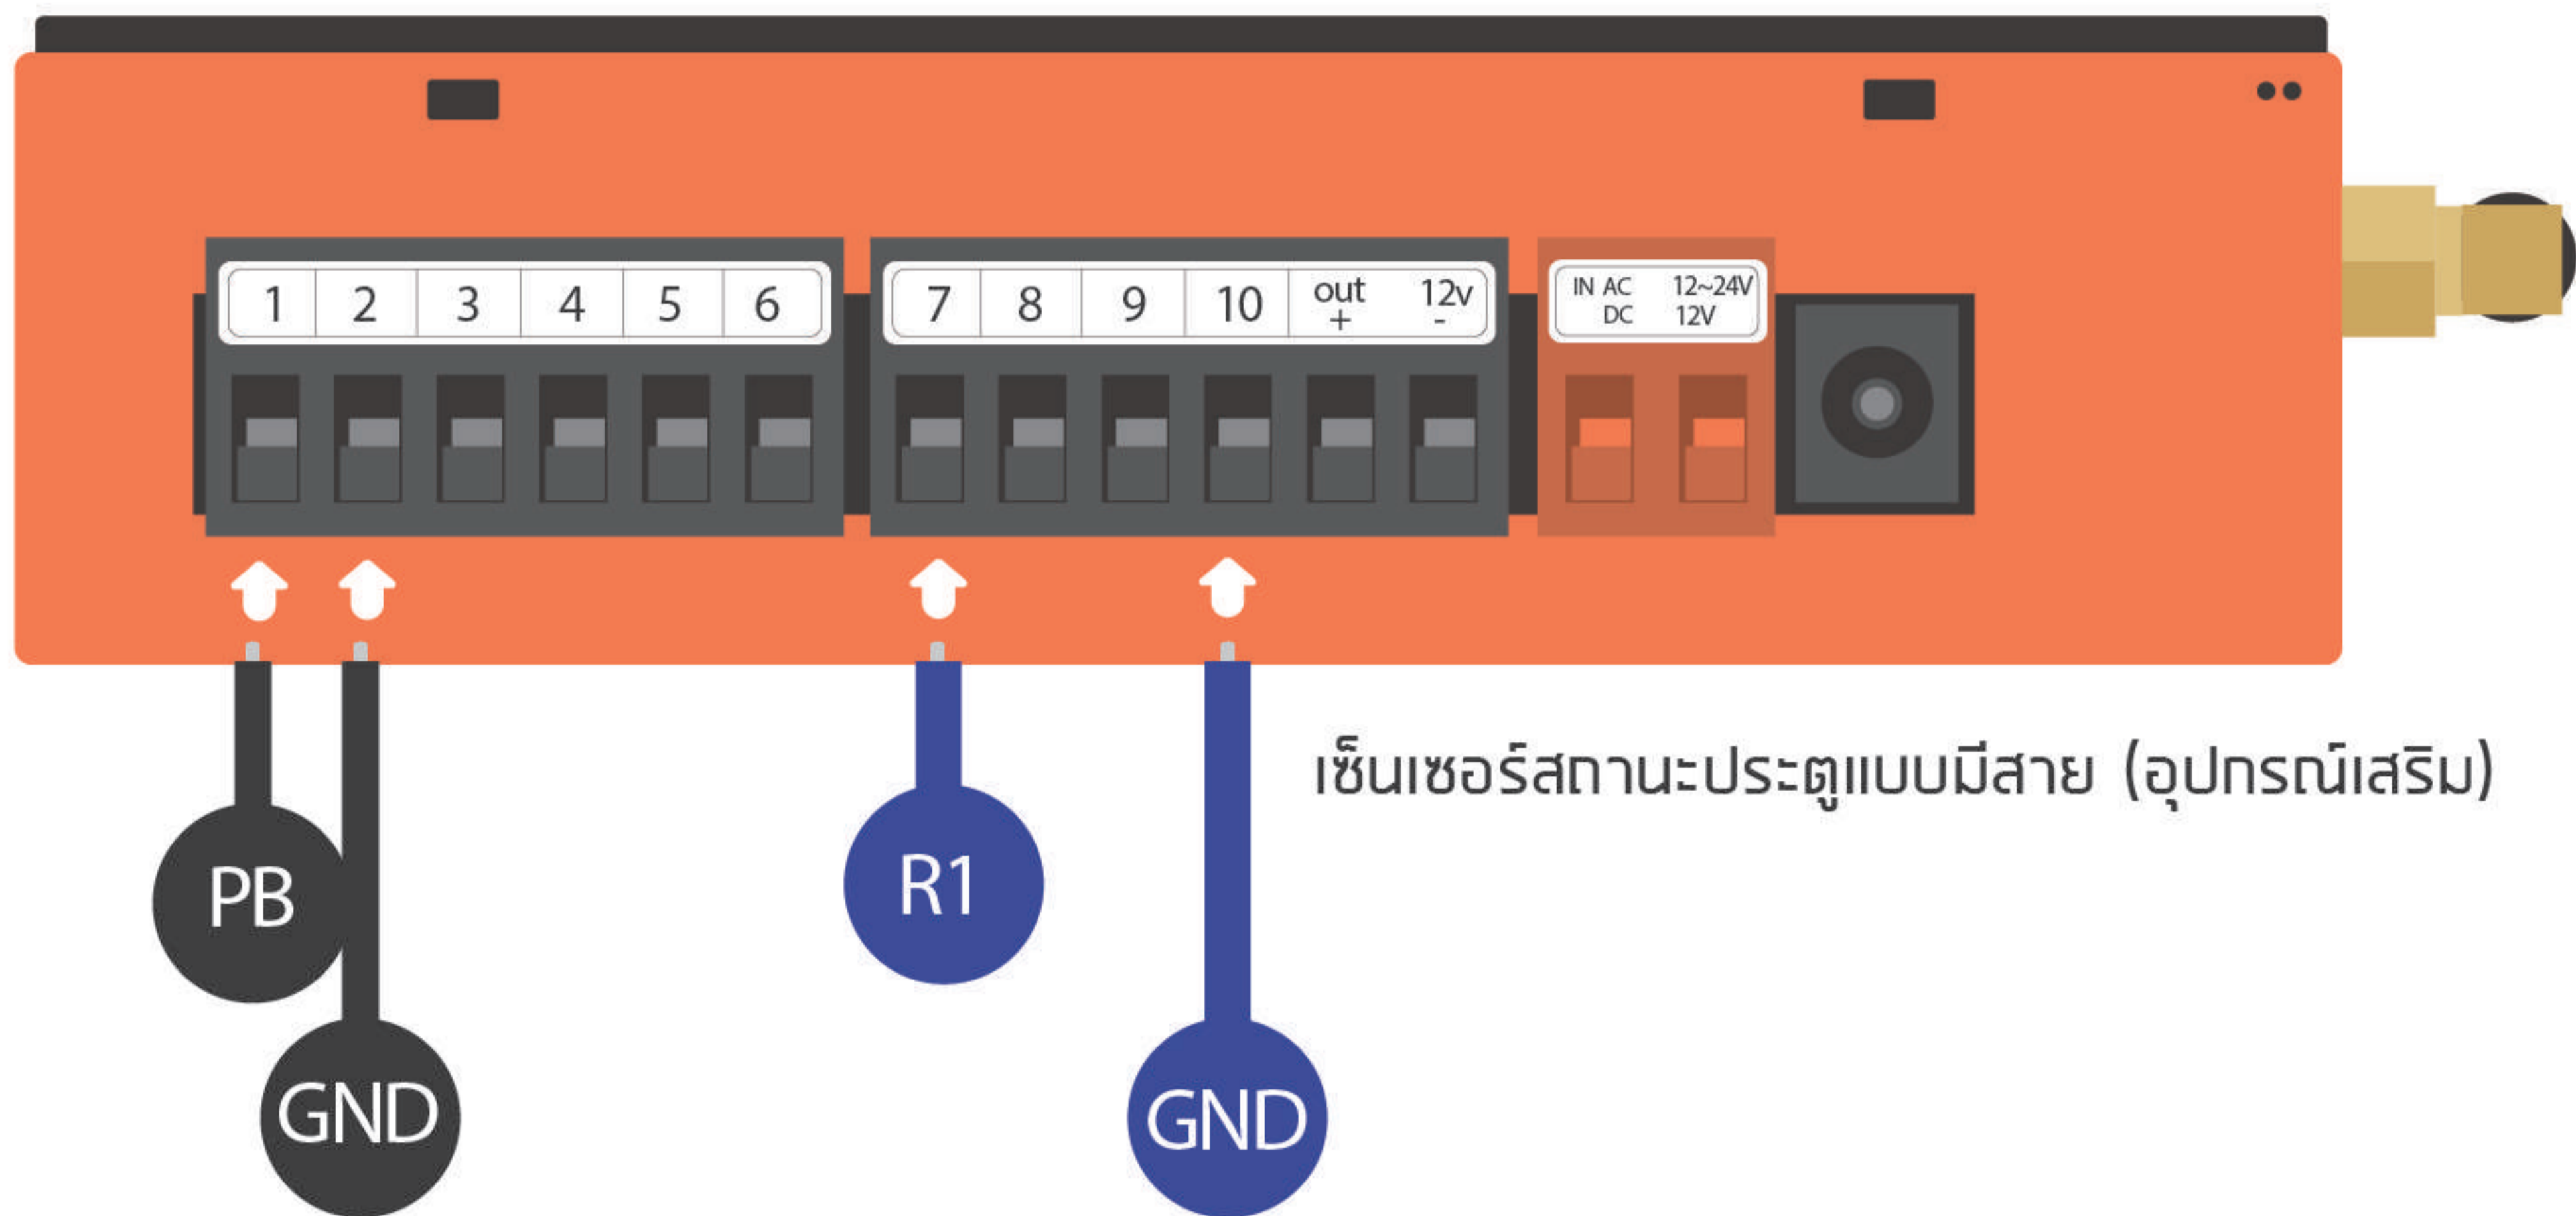 1 2 3 4 5 6 7 8 9 10 out + 12v -
IN AC 12~24V
DC 12V
เซ็นเซอร์สถานะประตูแบบมีสาย (อุปกรณ์เสริม)
PB
R1
GND
GND